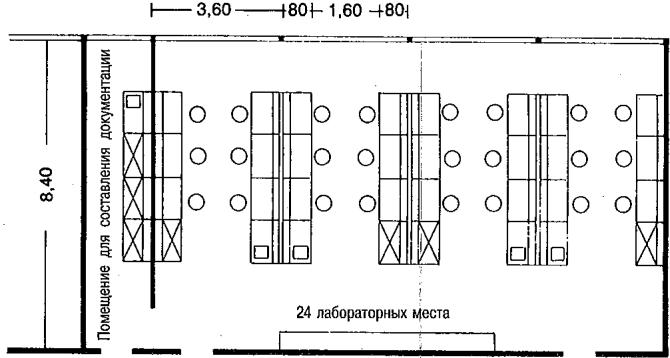 3,60 80 1,60 80
8,40
Помещение для составления документации
24 лабораторных места